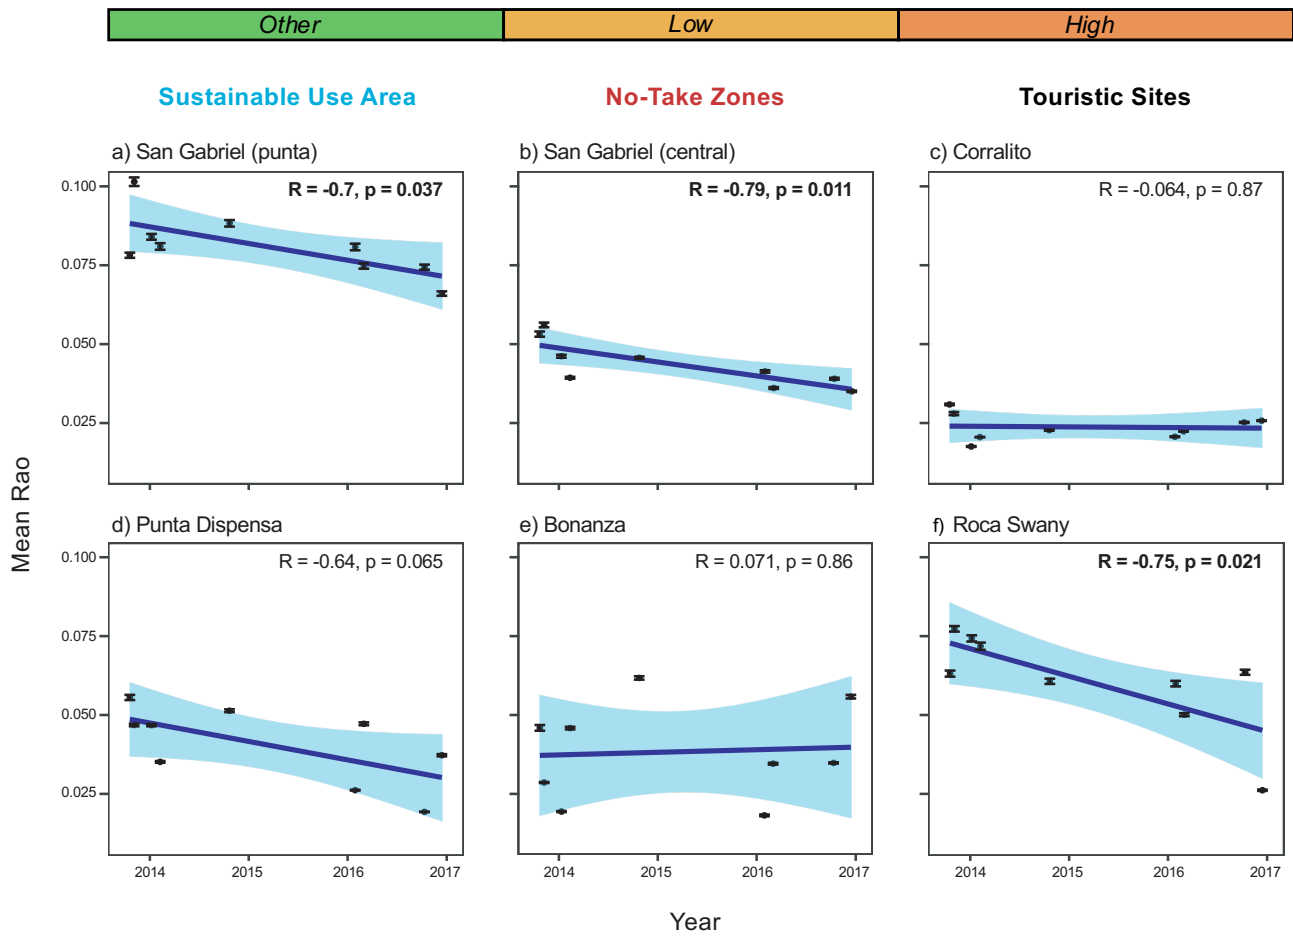 Other Low High
Sustainable Use Area No-Take Zones Touristic Sites
a) San Gabriel (punta) b) San Gabriel (central) c) Corralito
R = -0.7, p = 0.037 R = -0.79, p = 0.011 R = -0.064, p = 0.87
0.100
0.075
0.050
0.025
Mean Rao
d) Punta Dispensa e) Bonanza f) Roca Swany
R = -0.64, p = 0.065 R = 0.071, p = 0.86 R = -0.75, p = 0.021
0.100
0.075
0.050
0.025
2014 2015 2016 2017 2014 2015 2016 2017 2014 2015 2016 2017
Year